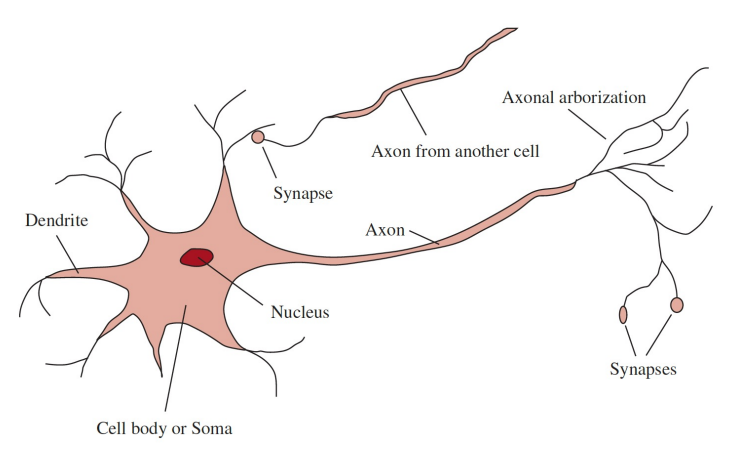 Axonal arborization
Axon from another cell
Synapse
Dendrite
Axon
Nucleus
Synapses
Cell body or Soma